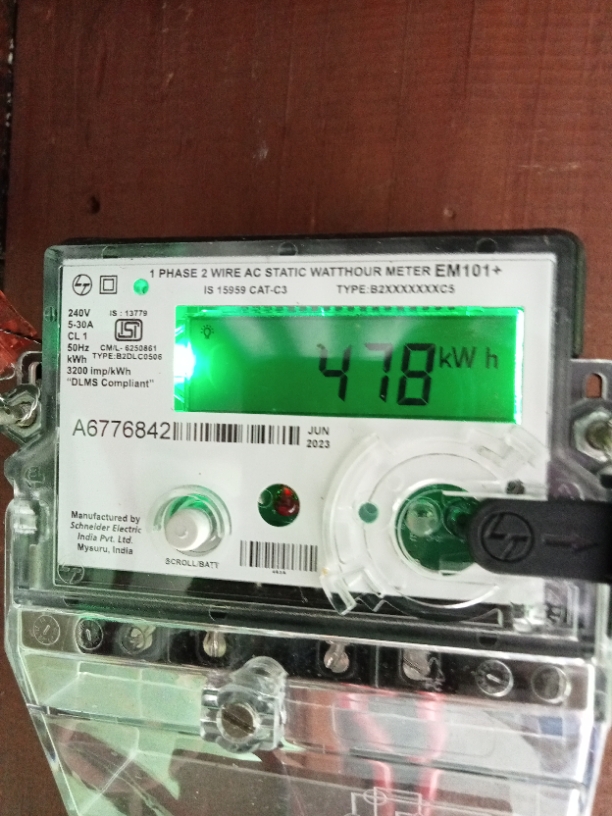 1 PHASE 2 WIRE AC STATIC WATTHOUR METER EM101+
IS 15959 CAT-C3 TYPE:B2XXXXXXXC5
240V
5-30A
CL 1
50Hz
kWh
3200 imp/kWh
"DLMS Compliant"
IS : 13779
ISI
CM/L- 6250861
TYPE:B2DLC0506
478 kWh
A6776842
JUN
2023
Manufactured by
Schneider Electric
India Pvt. Ltd.
Mysuru, India
SCROLL/BATT